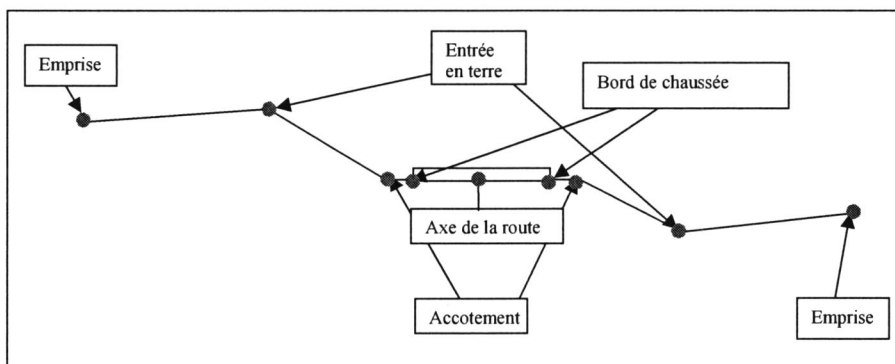 Emprise
Entrée
en terre
Bord de chaussée
Axe de la route
Accotement
Emprise